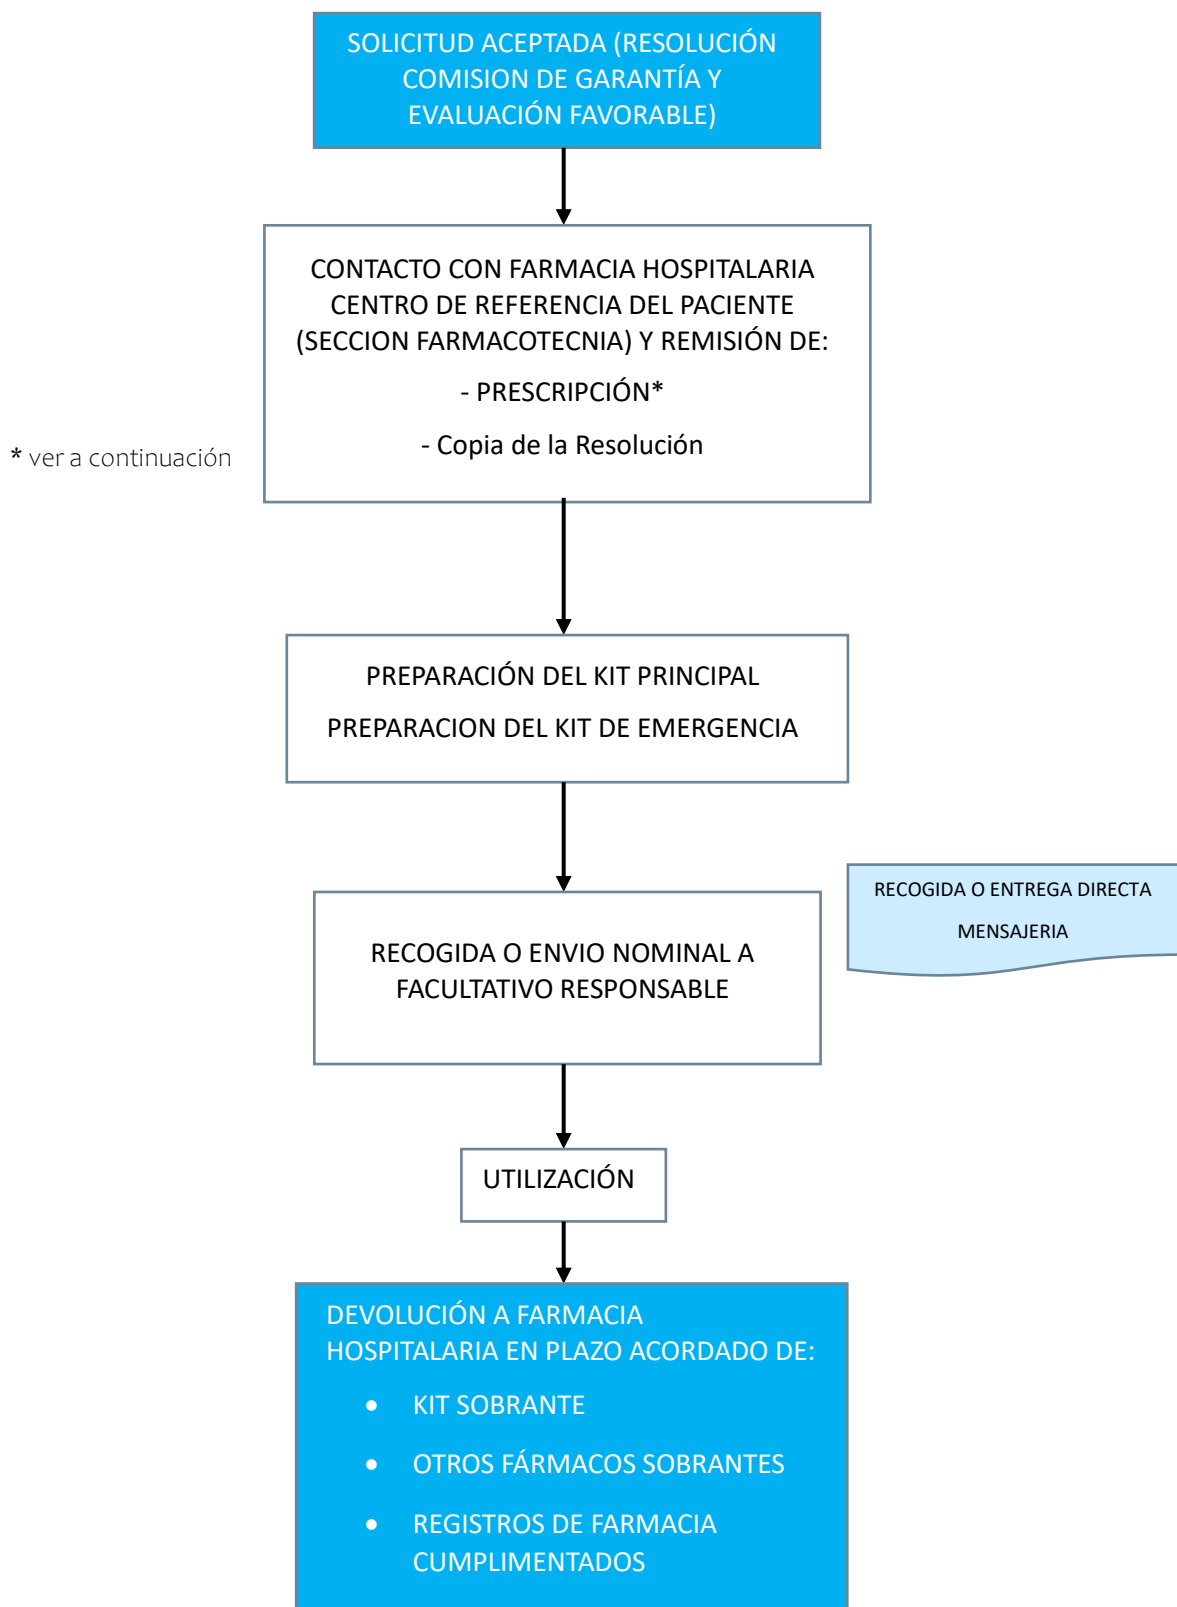 SOLICITUD ACEPTADA (RESOLUCIÓN
COMISION DE GARANTÍA Y
EVALUACIÓN FAVORABLE)
CONTACTO CON FARMACIA HOSPITALARIA
CENTRO DE REFERENCIA DEL PACIENTE
(SECCION FARMACOTECNIA) Y REMISIÓN DE:
- PRESCRIPCIÓN*
- Copia de la Resolución
* ver a continuación
PREPARACIÓN DEL KIT PRINCIPAL
PREPARACION DEL KIT DE EMERGENCIA
RECOGIDA O ENTREGA DIRECTA
MENSAJERIA
RECOGIDA O ENVIO NOMINAL A
FACULTATIVO RESPONSABLE
UTILIZACIÓN
DEVOLUCIÓN A FARMACIA
HOSPITALARIA EN PLAZO ACORDADO DE:
• KIT SOBRANTE
• OTROS FÁRMACOS SOBRANTES
• REGISTROS DE FARMACIA
CUMPLIMENTADOS